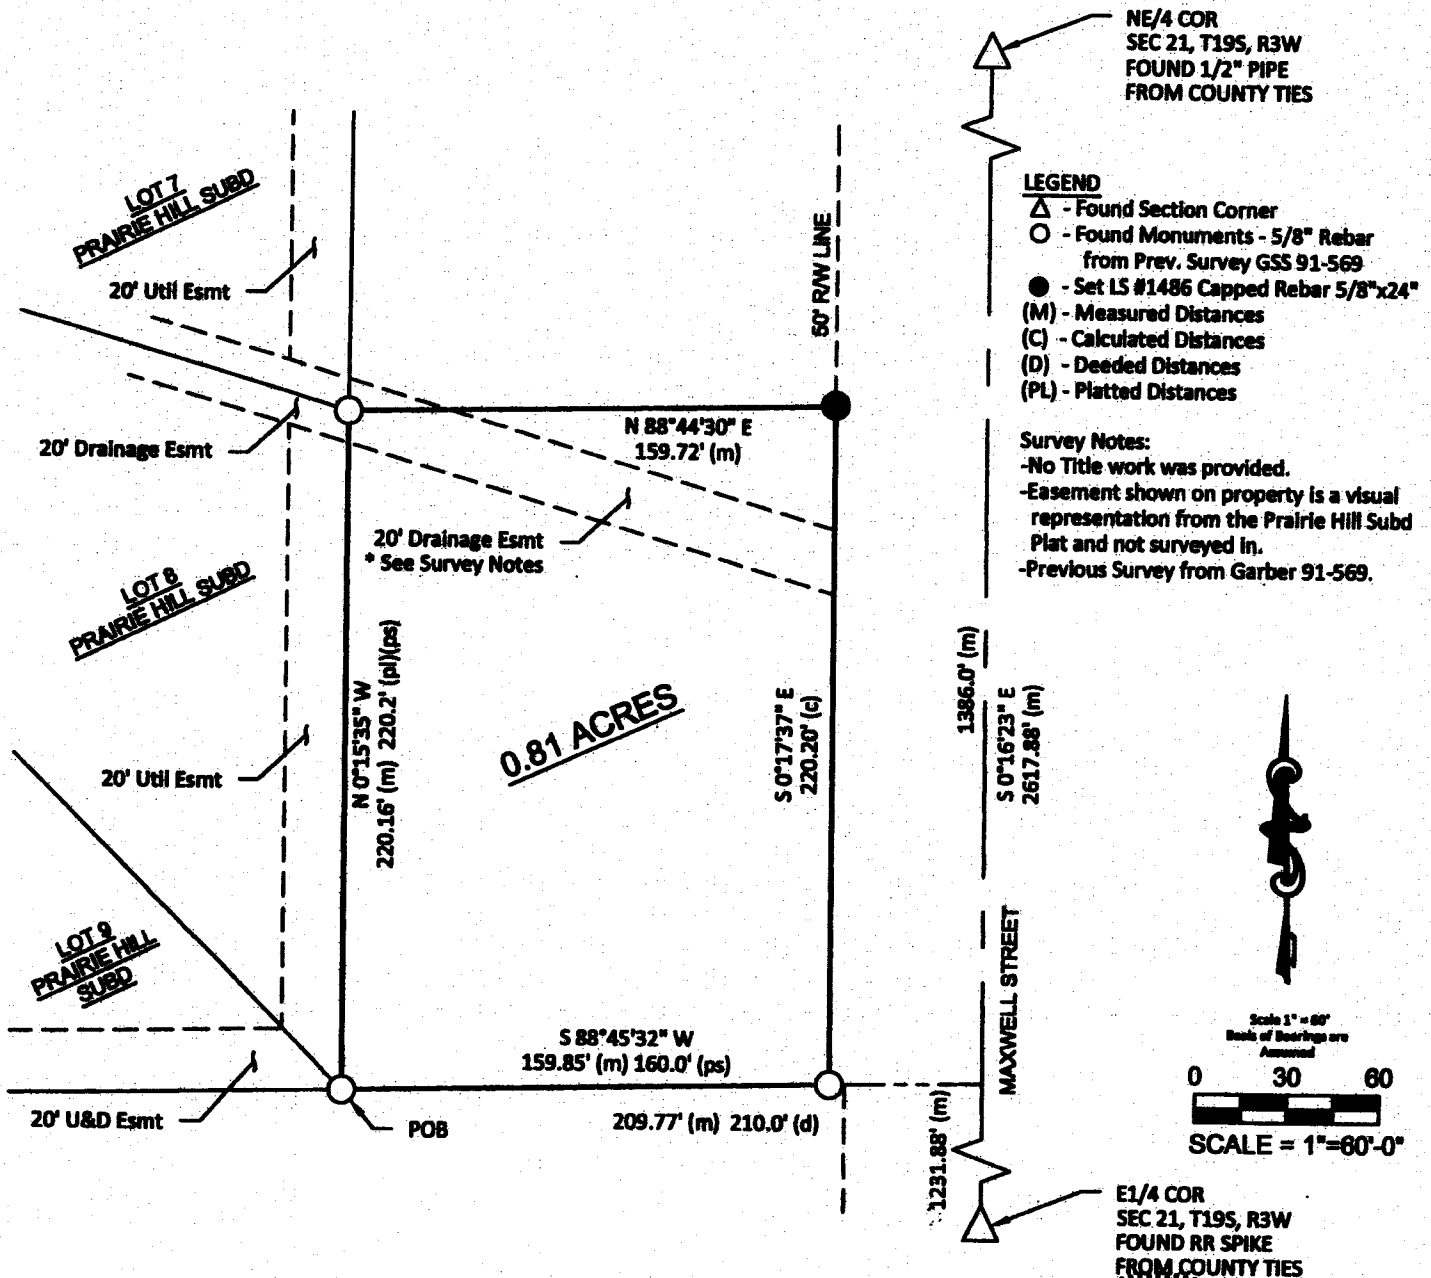 NE/4 COR
SEC 21, T19S, R3W
FOUND 1/2" PIPE
FROM COUNTY TIES
LEGEND
- Found Section Corner
- Found Monuments - 5/8" Rebar
from Prev. Survey GSS 91-569
- Set LS #1486 Capped Rebar 5/8"x24"
(M) - Measured Distances
(C) - Calculated Distances
(D) - Deeded Distances
(PL) - Platted Distances
Survey Notes:
-No Title work was provided.
-Easement shown on property is a visual
representation from the Prairie Hill Subd
Plat and not surveyed in.
-Previous Survey from Garber 91-569.
LOT 7
PRAIRIE HILL SUBD
20' Util Esmt
50' R/W LINE
20' Drainage Esmt
N 88°44'30" E
159.72' (m)
20' Drainage Esmt
* See Survey Notes
LOT 8
PRAIRIE HILL SUBD
N 0°15'35" W
220.16' (m) 220.2' (pl)(ps)
0.81 ACRES
S 0°17'37" E
220.20' (c)
1386.0' (m)
S 0°16'23" E
2617.88' (m)
20' Util Esmt
LOT 9
PRAIRIE HILL
SUBD
MAXWELL STREET
S 88°45'32" W
159.85' (m) 160.0' (ps)
20' U&D Esmt
POB
209.77' (m) 210.0' (d)
1231.88' (m)
Scale 1" = 60'
Basis of Bearings are
Assumed
0 30 60
SCALE = 1"=60'-0"
E1/4 COR
SEC 21, T19S, R3W
FOUND RR SPIKE
FROM COUNTY TIES